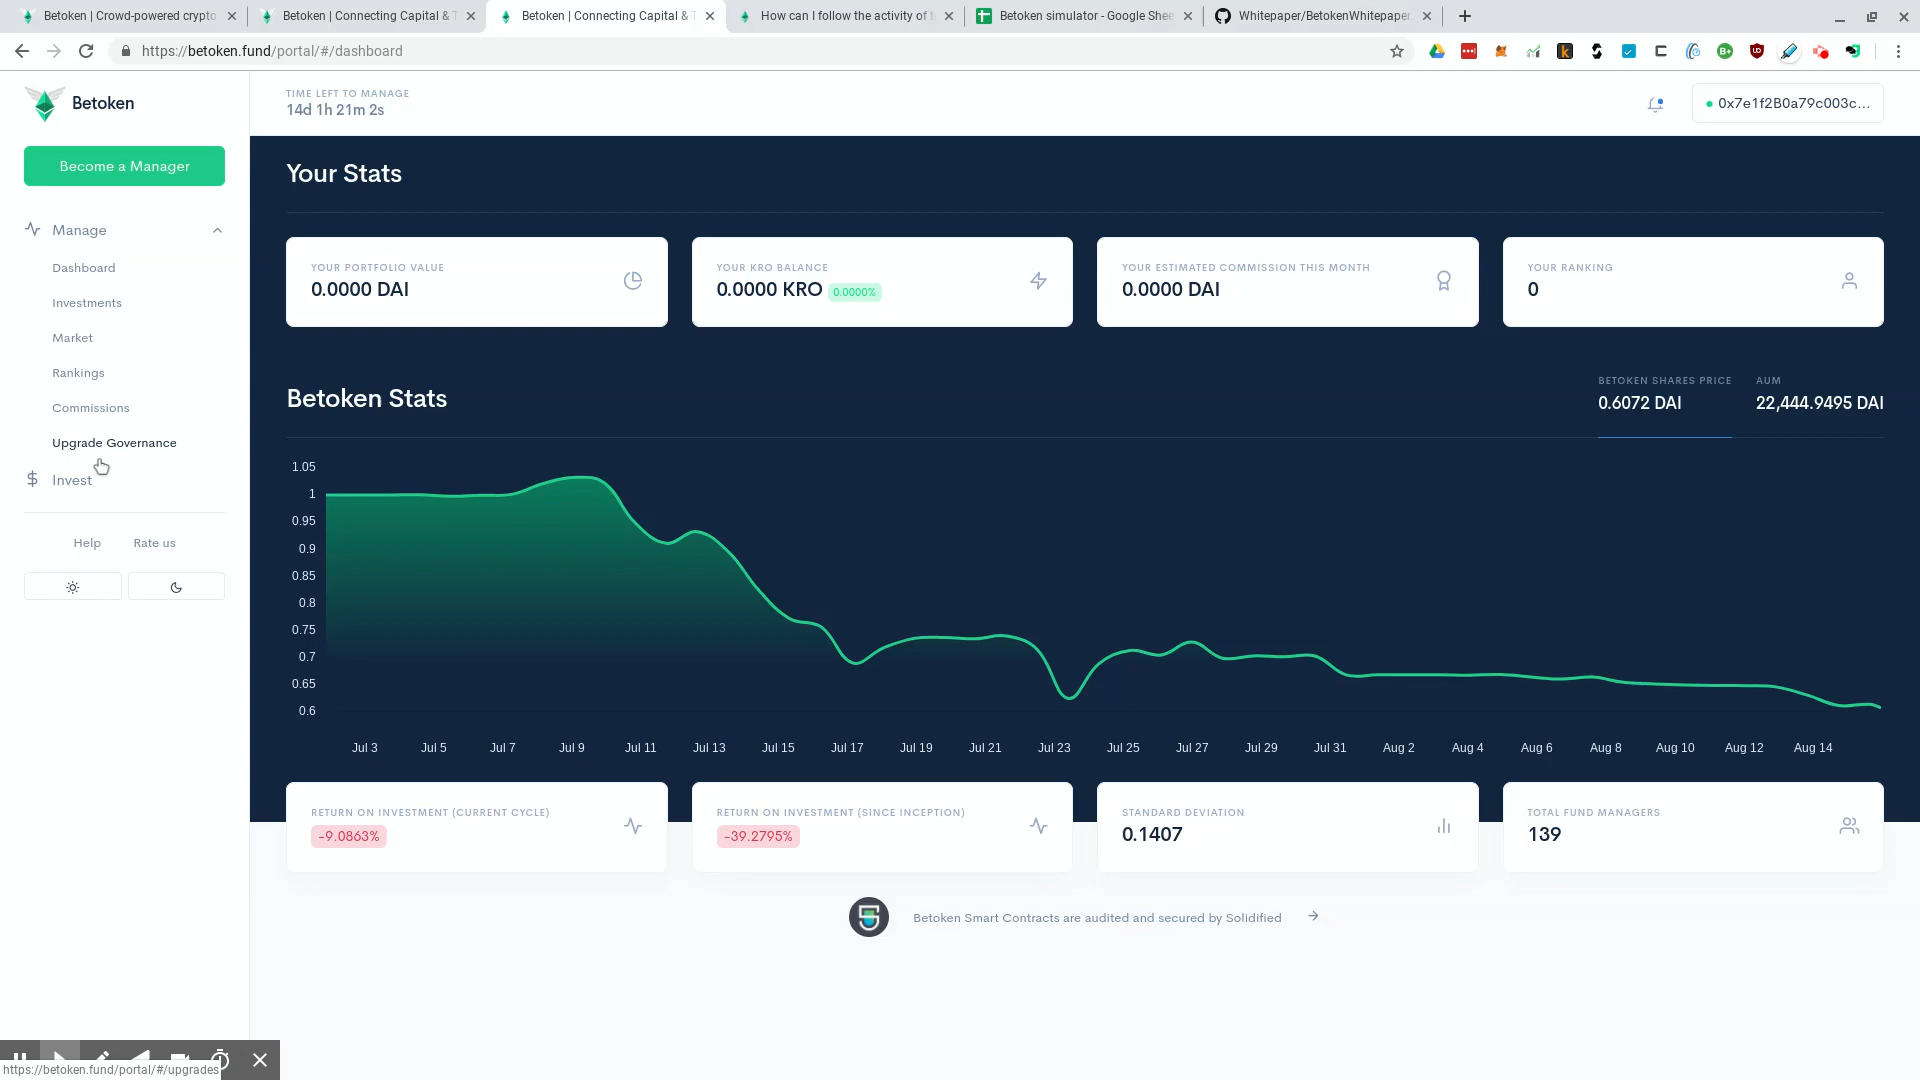 Betoken | Crowd-powered crypto
Betoken | Connecting Capital & T
Betoken | Connecting Capital & T
How can I follow the activity of t
Betoken simulator - Google Shee
Whitepaper/BetokenWhitepaper.
https://betoken.fund/portal/#/dashboard
Betoken
TIME LEFT TO MANAGE
14d 1h 21m 2s
0x7e1f2B0a79c003c...
Become a Manager
Manage
Dashboard
Investments
Market
Rankings
Commissions
Upgrade Governance
Invest
Help
Rate us
Your Stats
YOUR PORTFOLIO VALUE
0.0000 DAI
YOUR KRO BALANCE
0.0000 KRO 0.0000%
YOUR ESTIMATED COMMISSION THIS MONTH
0.0000 DAI
YOUR RANKING
0
Betoken Stats
BETOKEN SHARES PRICE
0.6072 DAI
AUM
22,444.9495 DAI
1.05
1
0.95
0.9
0.85
0.8
0.75
0.7
0.65
0.6
Jul 3 Jul 5 Jul 7 Jul 9 Jul 11 Jul 13 Jul 15 Jul 17 Jul 19 Jul 21 Jul 23 Jul 25 Jul 27 Jul 29 Jul 31 Aug 2 Aug 4 Aug 6 Aug 8 Aug 10 Aug 12 Aug 14
RETURN ON INVESTMENT (CURRENT CYCLE)
-9.0863%
RETURN ON INVESTMENT (SINCE INCEPTION)
-39.2795%
STANDARD DEVIATION
0.1407
TOTAL FUND MANAGERS
139
Betoken Smart Contracts are audited and secured by Solidified
https://betoken.fund/portal/#/upgrades